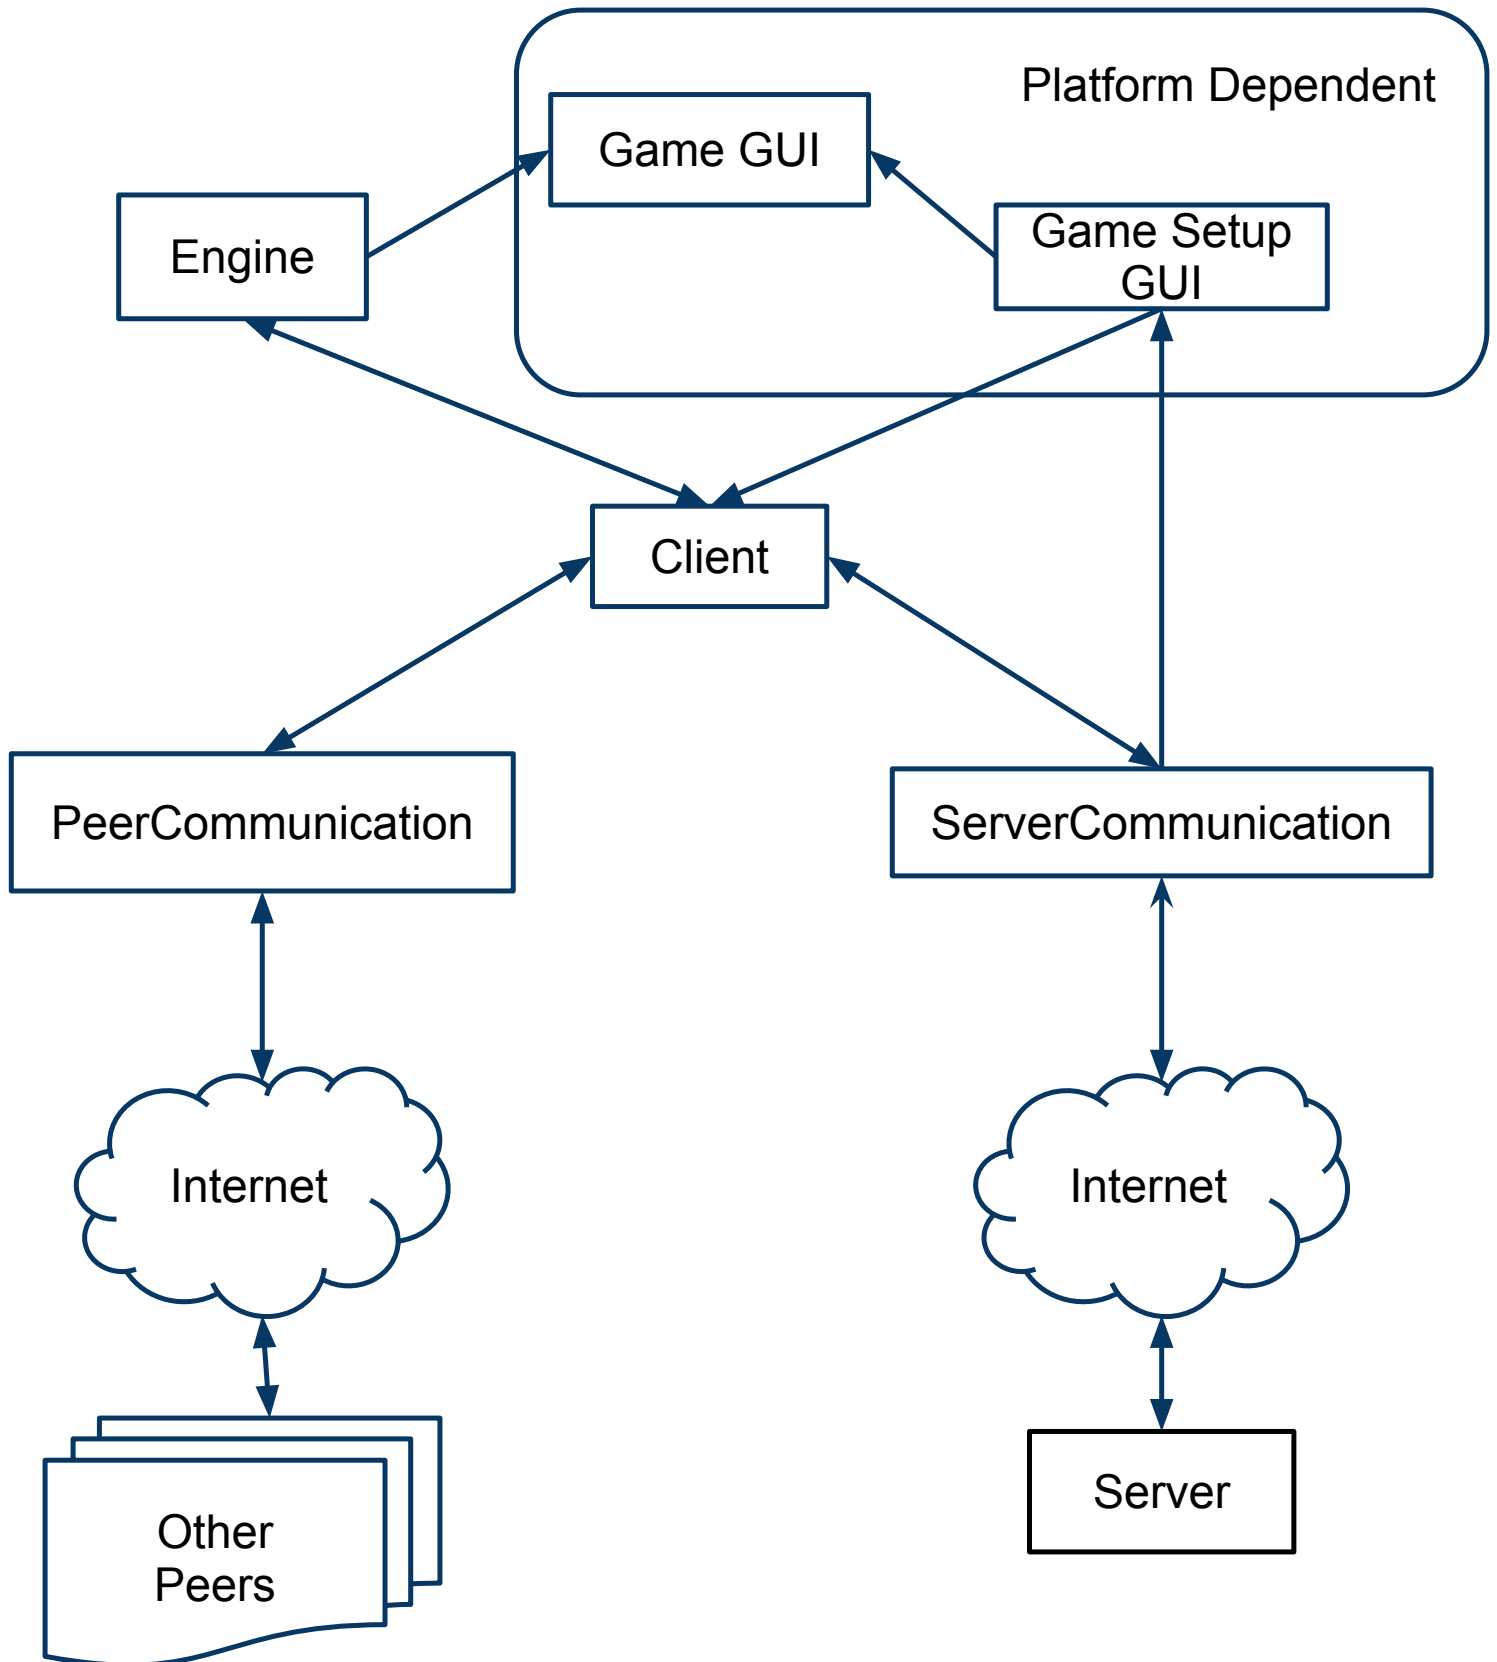 Platform Dependent
Game GUI
Game Setup
GUI
Engine
Client
PeerCommunication
ServerCommunication
Internet
Internet
Other
Peers
Server